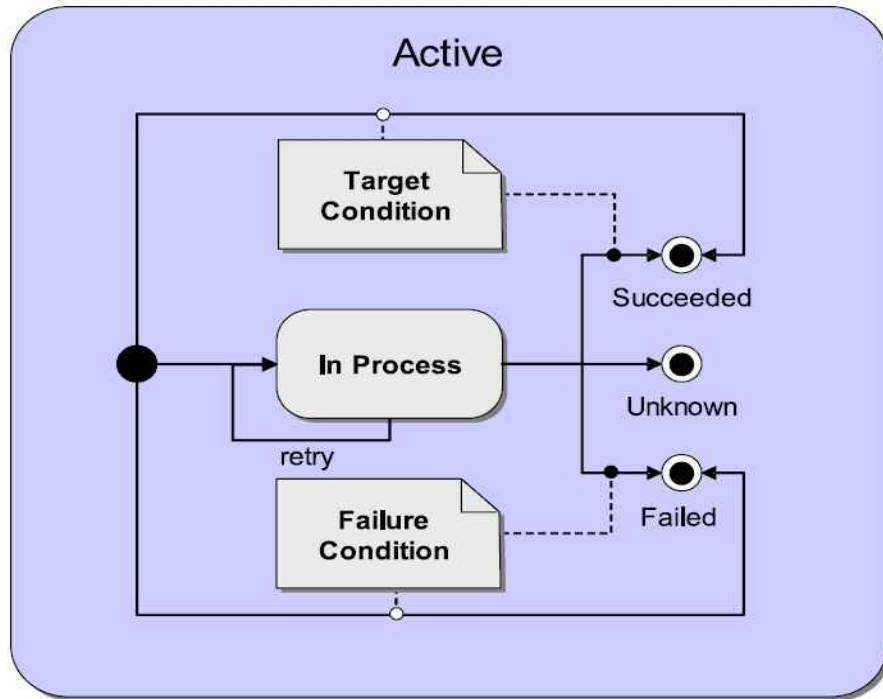 Active
Target
Condition
Succeeded
In Process
Unknown
retry
Failure
Condition
Failed